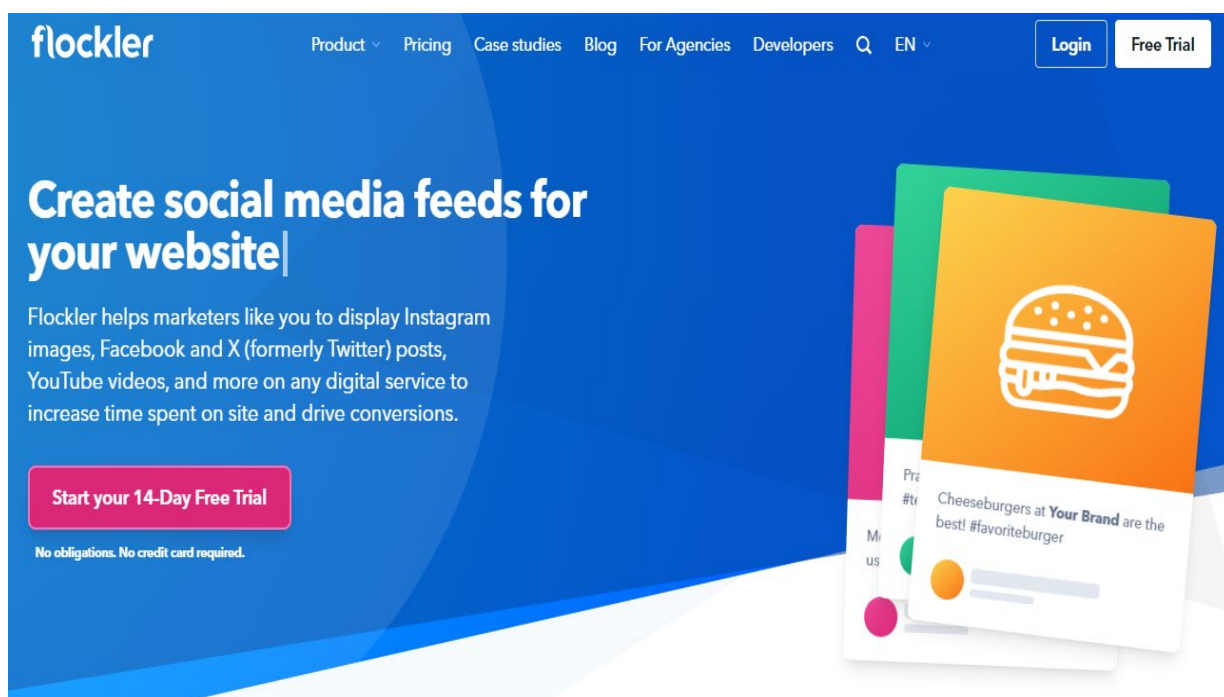 flockler
Product
Pricing
Case studies
Blog
For Agencies
Developers
EN
Login
Free Trial
Create social media feeds for
your website
Flockler helps marketers like you to display Instagram
images, Facebook and X (formerly Twitter) posts,
YouTube videos, and more on any digital service to
increase time spent on site and drive conversions.
Start your 14-Day Free Trial
No obligations. No credit card required.
Cheeseburgers at Your Brand are the
best! #favoriteburger